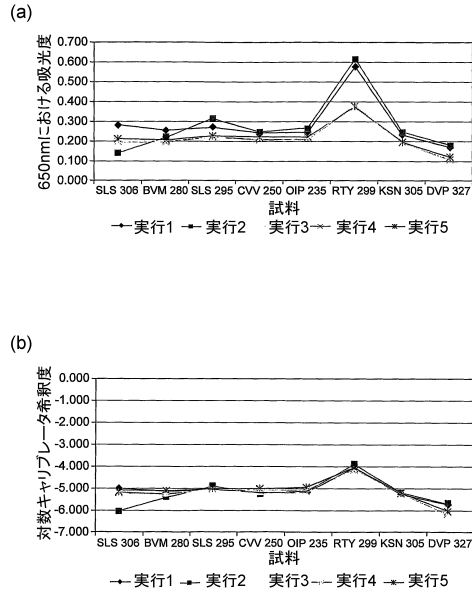 (a)
650nmにおける吸光度
0.700
0.600
0.500
0.400
0.300
0.200
0.100
0.000
SLS 306 BVM 280 SLS 295 CVV 250 OIP 235 RTY 299 KSN 305 DVP 327
試料
実行1 実行2 実行3 実行4 実行5
(b)
対数キャリブレータ希釈度
0.000
-1.000
-2.000
-3.000
-4.000
-5.000
-6.000
-7.000
SLS 306 BVM 280 SLS 295 CVV 250 OIP 235 RTY 299 KSN 305 DVP 327
試料
実行1 実行2 実行3 実行4 実行5